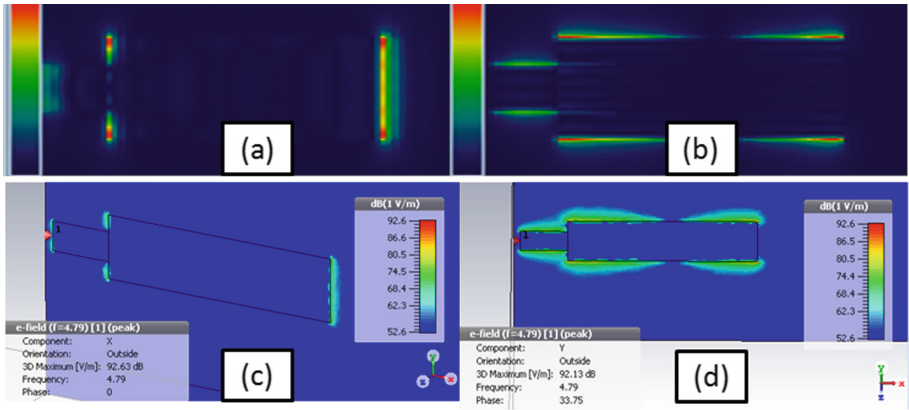 (a)
(b)
dB(1 V/m)
92.6
86.6
80.5
74.5
68.3
62.3
52.6
1
e-field (f=4.79) [1] (peak)
Component: X
Orientation: Outside
3D Maximum [V/m]: 92.63 dB
Frequency: 4.79
Phase: 0
(c)
y
z
x
dB(1 V/m)
92.6
86.5
80.5
74.4
68.4
62.3
52.6
1
e-field (f=4.79) [1] (peak)
Component: Y
Orientation: Outside
3D Maximum [V/m]: 92.13 dB
Frequency: 4.79
Phase: 33.75
(d)
y
x
z